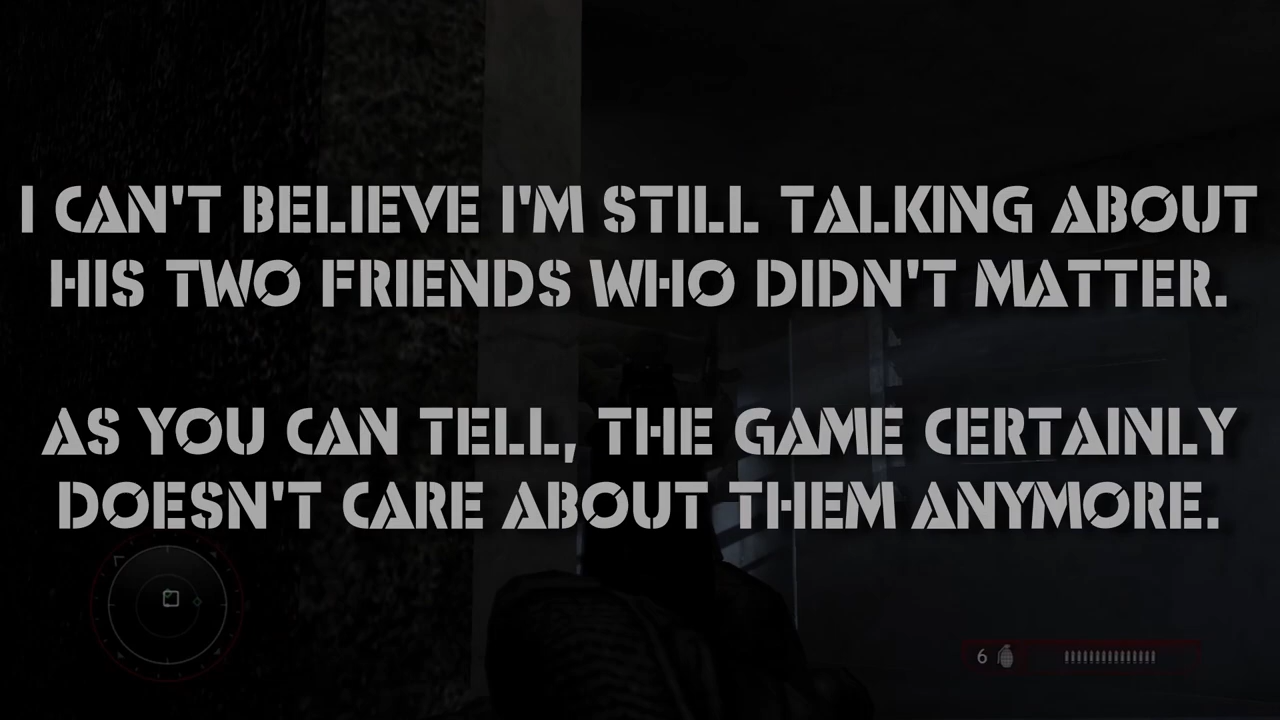 I CAN'T BELIEVE I'M STILL TALKING ABOUT
HIS TWO FRIENDS WHO DIDN'T MATTER.
AS YOU CAN TELL, THE GAME CERTAINLY
DOESN'T CARE ABOUT THEM ANYMORE.
6